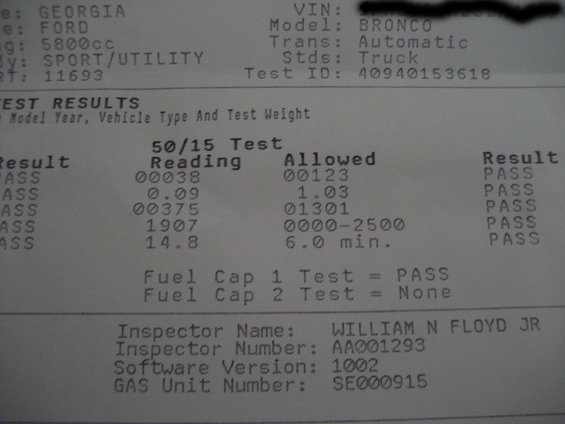 e: GEORGIA VIN:
e: FORD Model: BRONCO
g: 5800cc Trans: Automatic
y: SPORT/UTILITY Stds: Truck
RT: 11693 Test ID: 40940153618
TEST RESULTS
Model Year, Vehicle Type And Test Weight
50/15 Test
Result Reading Allowed Result
PASS 00038 00123 PASS
PASS 0.09 1.03 PASS
PASS 00375 01301 PASS
PASS 1907 0000-2500 PASS
PASS 14.8 6.0 min. PASS
Fuel Cap 1 Test = PASS
Fuel Cap 2 Test = None
Inspector Name: WILLIAM N FLOYD JR
Inspector Number: AA001293
Software Version: 1002
GAS Unit Number: SE000915